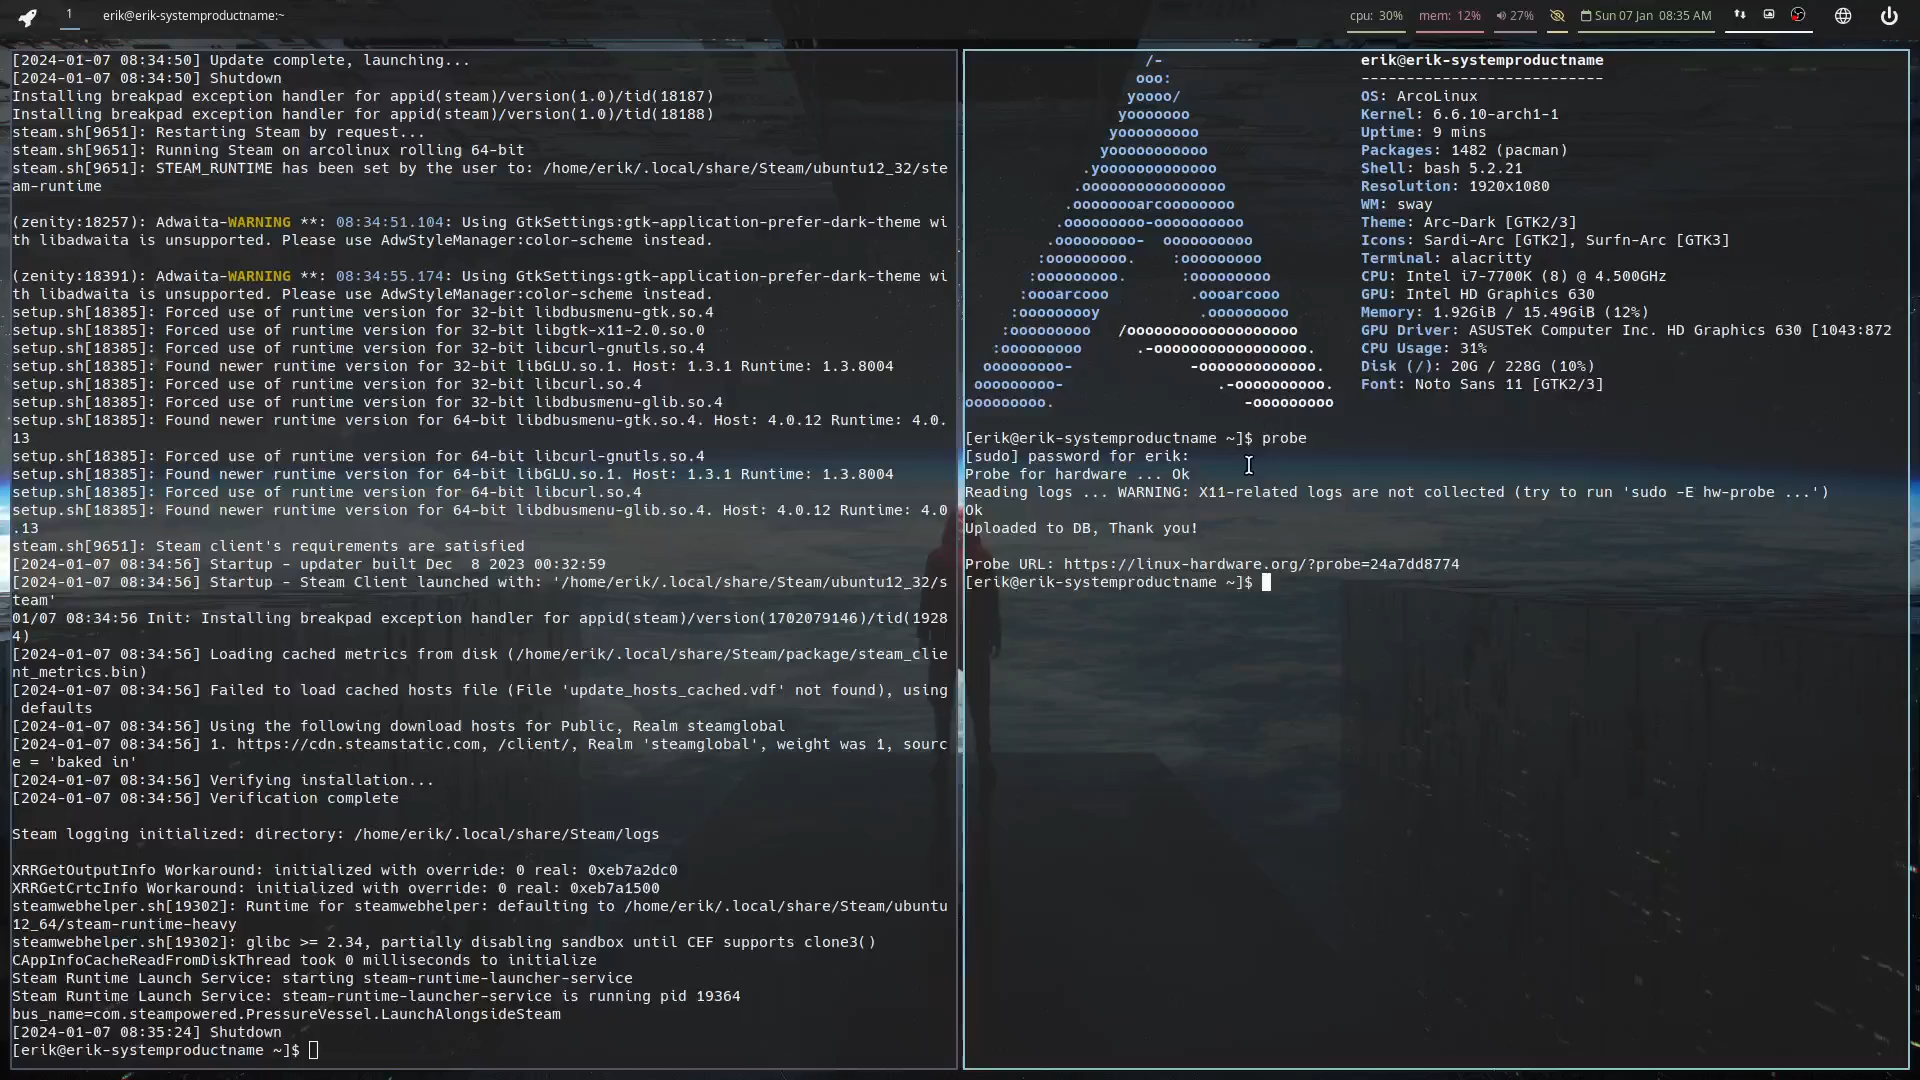 1 erik@erik-systemproductname:~ cpu: 30% mem: 12% 27% Sun 07 Jan 08:35 AM
[2024-01-07 08:34:50] Update complete, launching...
[2024-01-07 08:34:50] Shutdown
Installing breakpad exception handler for appid(steam)/version(1.0)/tid(18187)
Installing breakpad exception handler for appid(steam)/version(1.0)/tid(18188)
steam.sh[9651]: Restarting Steam by request...
steam.sh[9651]: Running Steam on arcolinux rolling 64-bit
steam.sh[9651]: STEAM_RUNTIME has been set by the user to: /home/erik/.local/share/Steam/ubuntu12_32/ste
am-runtime
(zenity:18257): Adwaita-WARNING **: 08:34:51.104: Using GtkSettings:gtk-application-prefer-dark-theme wi
th libadwaita is unsupported. Please use AdwStyleManager:color-scheme instead.
(zenity:18391): Adwaita-WARNING **: 08:34:55.174: Using GtkSettings:gtk-application-prefer-dark-theme wi
th libadwaita is unsupported. Please use AdwStyleManager:color-scheme instead.
setup.sh[18385]: Forced use of runtime version for 32-bit libdbusmenu-gtk.so.4
setup.sh[18385]: Forced use of runtime version for 32-bit libgtk-x11-2.0.so.0
setup.sh[18385]: Forced use of runtime version for 32-bit libcurl-gnutls.so.4
setup.sh[18385]: Found newer runtime version for 32-bit libGLU.so.1. Host: 1.3.1 Runtime: 1.3.8004
setup.sh[18385]: Forced use of runtime version for 32-bit libcurl.so.4
setup.sh[18385]: Forced use of runtime version for 32-bit libdbusmenu-glib.so.4
setup.sh[18385]: Found newer runtime version for 64-bit libdbusmenu-gtk.so.4. Host: 4.0.12 Runtime: 4.0.
13
setup.sh[18385]: Forced use of runtime version for 64-bit libcurl-gnutls.so.4
setup.sh[18385]: Found newer runtime version for 64-bit libGLU.so.1. Host: 1.3.1 Runtime: 1.3.8004
setup.sh[18385]: Forced use of runtime version for 64-bit libcurl.so.4
setup.sh[18385]: Found newer runtime version for 64-bit libdbusmenu-glib.so.4. Host: 4.0.12 Runtime: 4.0
.13
steam.sh[9651]: Steam client's requirements are satisfied
[2024-01-07 08:34:56] Startup - updater built Dec  8 2023 00:32:59
[2024-01-07 08:34:56] Startup - Steam Client launched with: '/home/erik/.local/share/Steam/ubuntu12_32/s
team'
01/07 08:34:56 Init: Installing breakpad exception handler for appid(steam)/version(1702079146)/tid(1928
4)
[2024-01-07 08:34:56] Loading cached metrics from disk (/home/erik/.local/share/Steam/package/steam_clie
nt_metrics.bin)
[2024-01-07 08:34:56] Failed to load cached hosts file (File 'update_hosts_cached.vdf' not found), using
 defaults
[2024-01-07 08:34:56] Using the following download hosts for Public, Realm steamglobal
[2024-01-07 08:34:56] 1. https://cdn.steamstatic.com, /client/, Realm 'steamglobal', weight was 1, sourc
e = 'baked in'
[2024-01-07 08:34:56] Verifying installation...
[2024-01-07 08:34:56] Verification complete
Steam logging initialized: directory: /home/erik/.local/share/Steam/logs
XRRGetOutputInfo Workaround: initialized with override: 0 real: 0xeb7a2dc0
XRRGetCrtcInfo Workaround: initialized with override: 0 real: 0xeb7a1500
steamwebhelper.sh[19302]: Runtime for steamwebhelper: defaulting to /home/erik/.local/share/Steam/ubuntu
12_64/steam-runtime-heavy
steamwebhelper.sh[19302]: glibc >= 2.34, partially disabling sandbox until CEF supports clone3()
CAppInfoCacheReadFromDiskThread took 0 milliseconds to initialize
Steam Runtime Launch Service: starting steam-runtime-launcher-service
Steam Runtime Launch Service: steam-runtime-launcher-service is running pid 19364
bus_name=com.steampowered.PressureVessel.LaunchAlongsideSteam
[2024-01-07 08:35:24] Shutdown
[erik@erik-systemproductname ~]$
/-
ooo:
yoooo/
yooooooo
yooooooooo
yooooooooooo
.yooooooooooooo
.oooooooooooooooo
.oooooooarcooooooooo
.ooooooooo-oooooooooo
.ooooooooo-  oooooooooo
:ooooooooo.   :ooooooooo
:ooooooooo.     :ooooooooo
:oooarcooo         .oooarcooo
:ooooooooy           .ooooooooo
:ooooooooo   /ooooooooooooooooooo
:ooooooooo      .-ooooooooooooooooo.
ooooooooo-             -ooooooooooooo.
ooooooooo-                 .-oooooooooo.
ooooooooo.                     -ooooooooo
erik@erik-systemproductname
---------------------------
OS: ArcoLinux
Kernel: 6.6.10-arch1-1
Uptime: 9 mins
Packages: 1482 (pacman)
Shell: bash 5.2.21
Resolution: 1920x1080
WM: sway
Theme: Arc-Dark [GTK2/3]
Icons: Sardi-Arc [GTK2], Surfn-Arc [GTK3]
Terminal: alacritty
CPU: Intel i7-7700K (8) @ 4.500GHz
GPU: Intel HD Graphics 630
Memory: 1.92GiB / 15.49GiB (12%)
GPU Driver: ASUSTeK Computer Inc. HD Graphics 630 [1043:872
CPU Usage: 31%
Disk (/): 20G / 228G (10%)
Font: Noto Sans 11 [GTK2/3]
[erik@erik-systemproductname ~]$ probe
[sudo] password for erik:
Probe for hardware ... Ok
Reading logs ... WARNING: X11-related logs are not collected (try to run 'sudo -E hw-probe ...')
Ok
Uploaded to DB, Thank you!
Probe URL: https://linux-hardware.org/?probe=24a7dd8774
[erik@erik-systemproductname ~]$